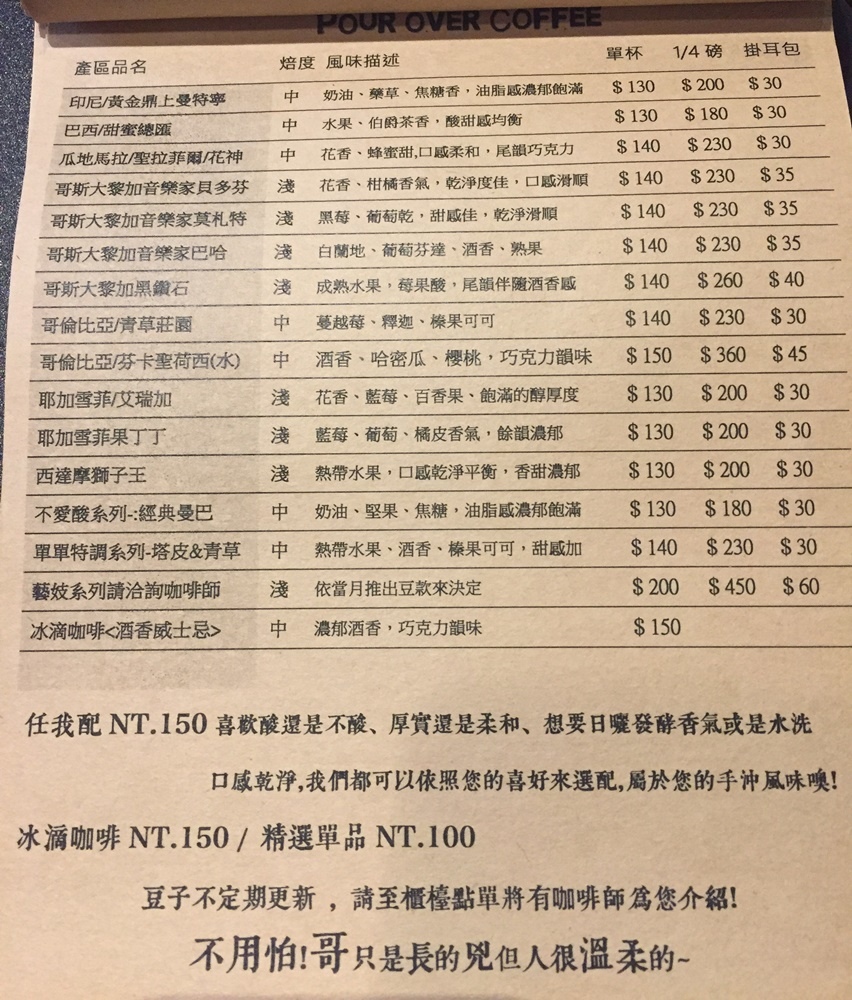 POUR OVER COFFEE
產區品名 焙度 風味描述 單杯 1/4 磅 掛耳包
印尼/黃金鼎上曼特寧 中 奶油、藥草、焦糖香，油脂感濃郁飽滿 $ 130 $ 200 $ 30
巴西/甜蜜總匯 中 水果、伯爵茶香，酸甜感均衡 $ 130 $ 180 $ 30
瓜地馬拉/聖拉菲爾/花神 中 花香、蜂蜜甜,口感柔和，尾韻巧克力 $ 140 $ 230 $ 30
哥斯大黎加音樂家貝多芬 淺 花香、柑橘香氣，乾淨度佳，口感滑順 $ 140 $ 230 $ 35
哥斯大黎加音樂家莫札特 淺 黑莓、葡萄乾，甜感佳，乾淨滑順 $ 140 $ 230 $ 35
哥斯大黎加音樂家巴哈 淺 白蘭地、葡萄芬達、酒香、熟果 $ 140 $ 230 $ 35
哥斯大黎加黑鑽石 淺 成熟水果，莓果酸，尾韻伴隨酒香感 $ 140 $ 260 $ 40
哥倫比亞/青草莊園 中 蔓越莓、釋迦、榛果可可 $ 140 $ 230 $ 30
哥倫比亞/芬卡聖荷西(水) 中 酒香、哈密瓜、櫻桃，巧克力韻味 $ 150 $ 360 $ 45
耶加雪菲/艾瑞加 淺 花香、藍莓、百香果、飽滿的醇厚度 $ 130 $ 200 $ 30
耶加雪菲果丁丁 淺 藍莓、葡萄、橘皮香氣，餘韻濃郁 $ 130 $ 200 $ 30
西達摩獅子王 淺 熱帶水果，口感乾淨平衡，香甜濃郁 $ 130 $ 200 $ 30
不愛酸系列-:經典曼巴 中 奶油、堅果、焦糖，油脂感濃郁飽滿 $ 130 $ 180 $ 30
單單特調系列-塔皮&青草 中 熱帶水果、酒香、榛果可可，甜感加 $ 140 $ 230 $ 30
藝妓系列請洽詢咖啡師 淺 依當月推出豆款來決定 $ 200 $ 450 $ 60
冰滴咖啡<酒香威士忌> 中 濃郁酒香，巧克力韻味 $ 150
任我配 NT.150 喜歡酸還是不酸、厚實還是柔和、想要日曬發酵香氣或是水洗
口感乾淨,我們都可以依照您的喜好來選配,屬於您的手沖風味噢!
冰滴咖啡 NT.150 / 精選單品 NT.100
豆子不定期更新 ，請至櫃檯點單將有咖啡師為您介紹!
不用怕!哥只是長的兇但人很溫柔的~